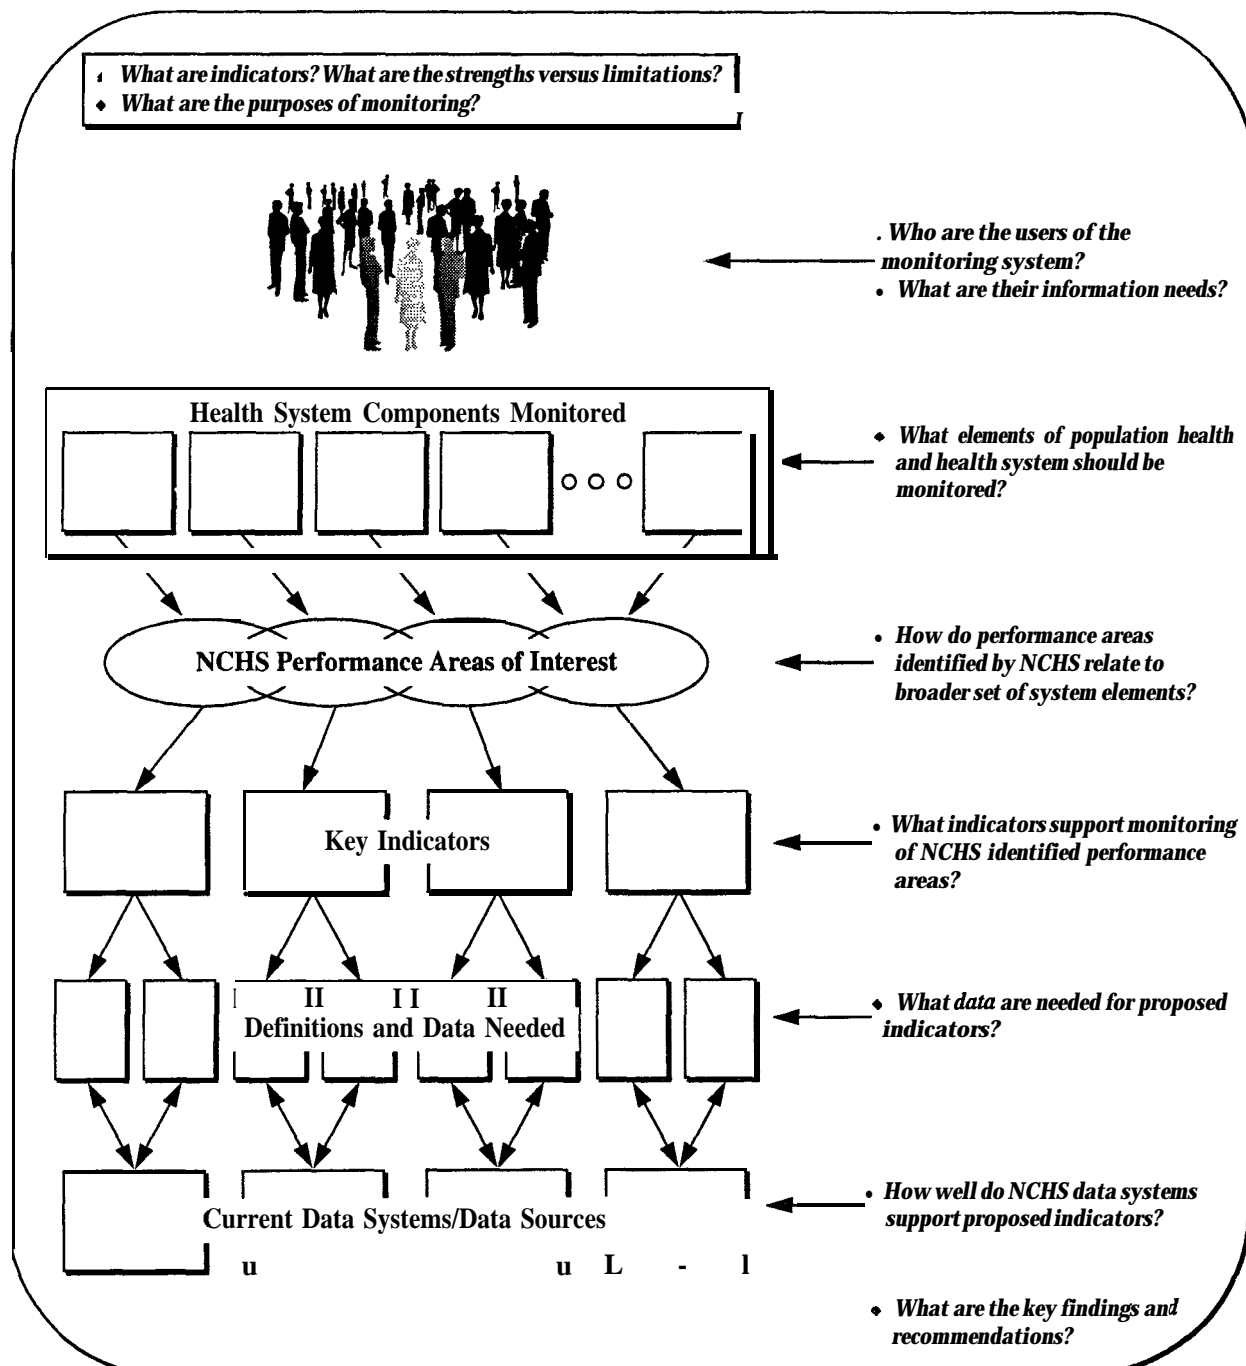 What are indicators? What are the strengths versus limitations?
What are the purposes of monitoring?
. Who are the users of the
monitoring system?
• What are their information needs?
Health System Components Monitored
What elements of population health
and health system should be
monitored?
NCHS Performance Areas of Interest
• How do performance areas
identified by NCHS relate to
broader set of system elements?
Key Indicators
• What indicators support monitoring
of NCHS identified performance
areas?
II I I II
Definitions and Data Needed
What data are needed for proposed
indicators?
Current Data Systems/Data Sources
• How well do NCHS data systems
support proposed indicators?
u u L - l
What are the key findings and
recommendations?